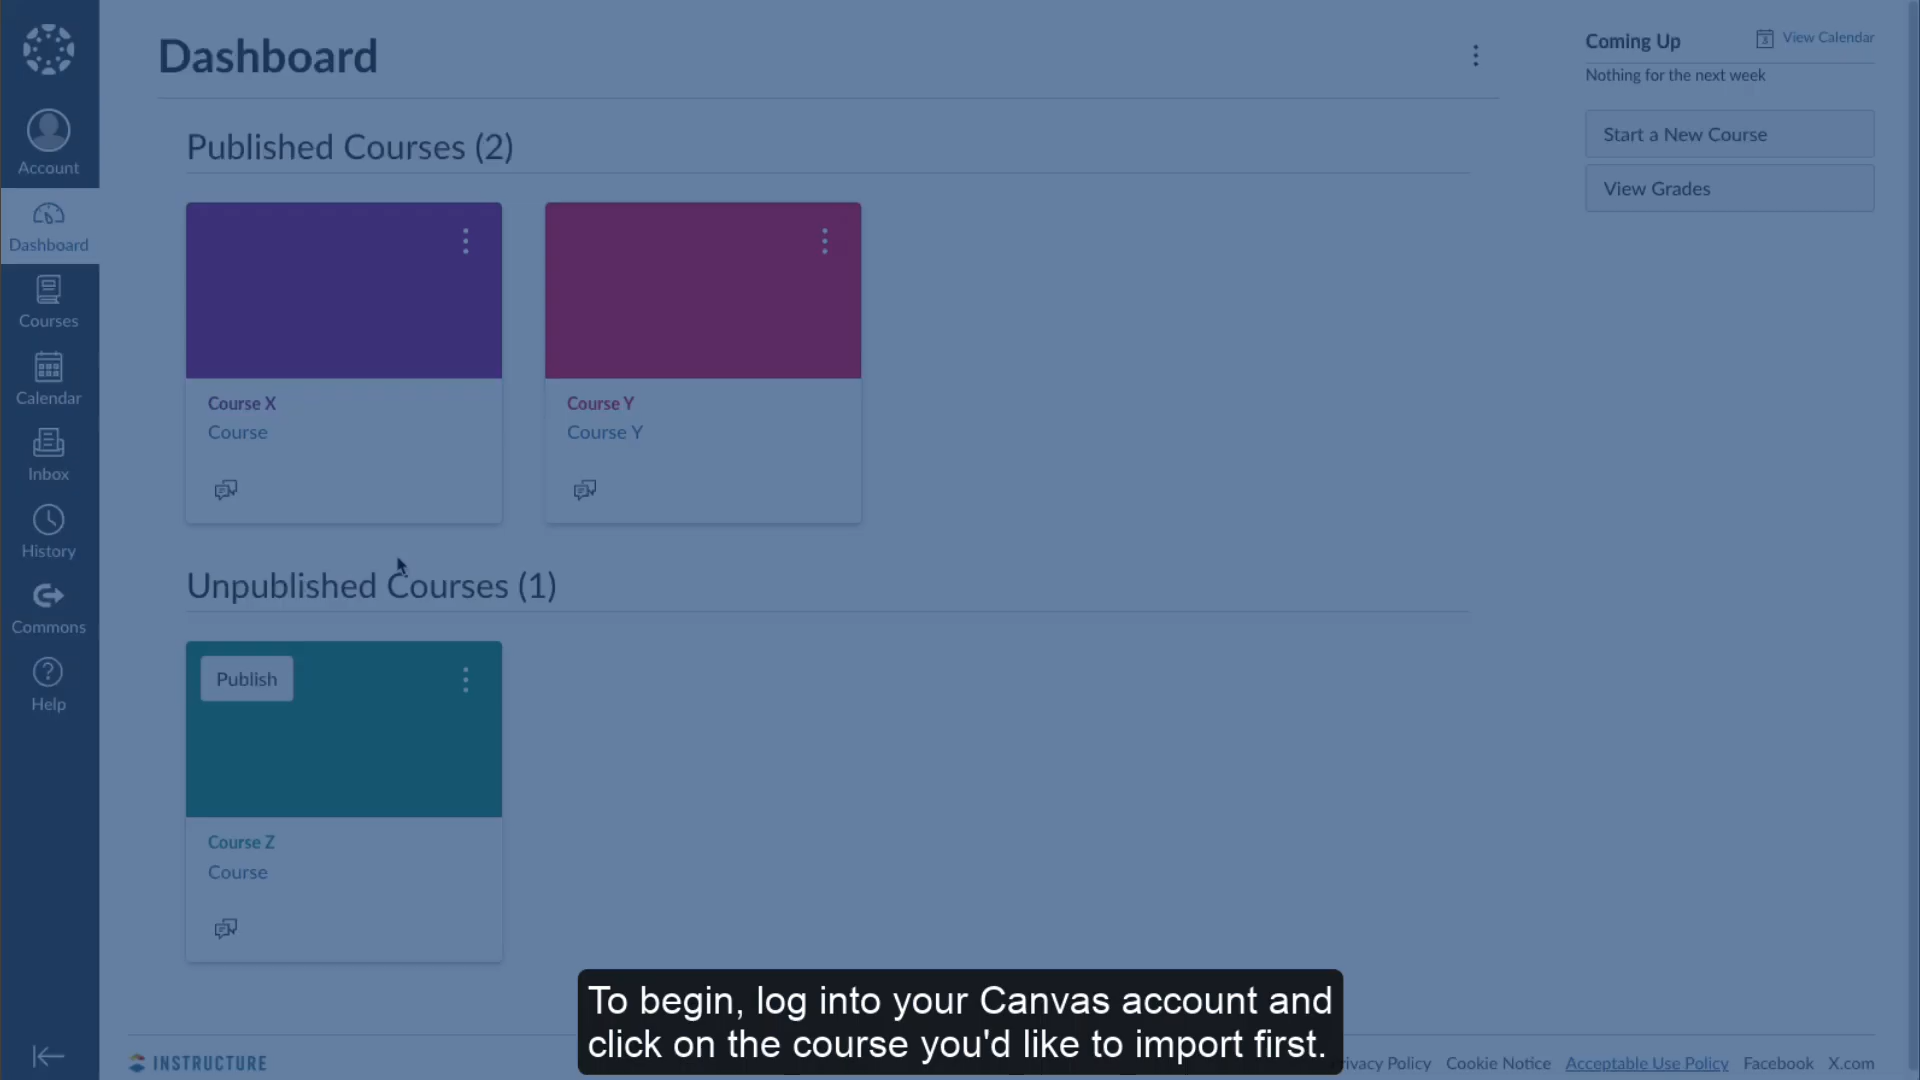 Dashboard
Coming Up
View Calendar
Nothing for the next week
Start a New Course
View Grades
Account
Dashboard
Courses
Calendar
Inbox
History
Commons
Help
Published Courses (2)
Course X
Course
Course Y
Course Y
Unpublished Courses (1)
Publish
Course Z
Course
To begin, log into your Canvas account and
click on the course you'd like to import first.
INSTRUCTURE
Cookie Notice
Acceptable Use Policy
Facebook
X.com